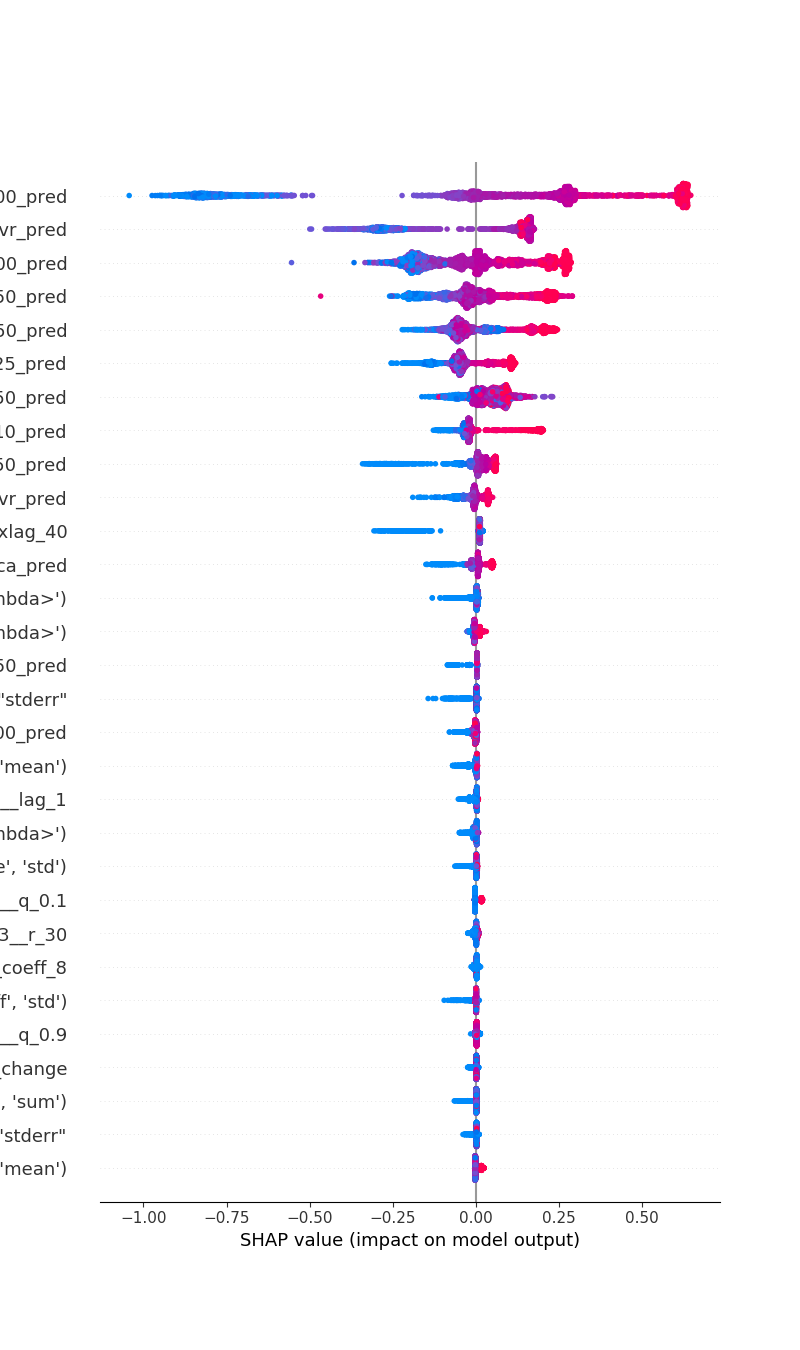 00_pred
vr_pred
00_pred
50_pred
50_pred
25_pred
50_pred
10_pred
50_pred
vr_pred
xlag_40
ca_pred
nbda>')
nbda>')
50_pred
"stderr"
00_pred
'mean')
__lag_1
nbda>')
e', 'std')
__q_0.1
3__r_30
_coeff_8
f', 'std')
__q_0.9
_change
, 'sum')
"stderr"
'mean')
−1.00 −0.75 −0.50 −0.25 0.00 0.25 0.50
SHAP value (impact on model output)